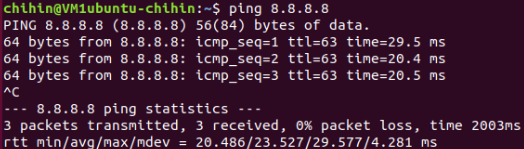 chihin@VM1ubuntu-chihin:~$ ping 8.8.8.8
PING 8.8.8.8 (8.8.8.8) 56(84) bytes of data.
64 bytes from 8.8.8.8: icmp_seq=1 ttl=63 time=29.5 ms
64 bytes from 8.8.8.8: icmp_seq=2 ttl=63 time=20.4 ms
64 bytes from 8.8.8.8: icmp_seq=3 ttl=63 time=20.5 ms
^C
--- 8.8.8.8 ping statistics ---
3 packets transmitted, 3 received, 0% packet loss, time 2003ms
rtt min/avg/max/mdev = 20.486/23.527/29.577/4.281 ms